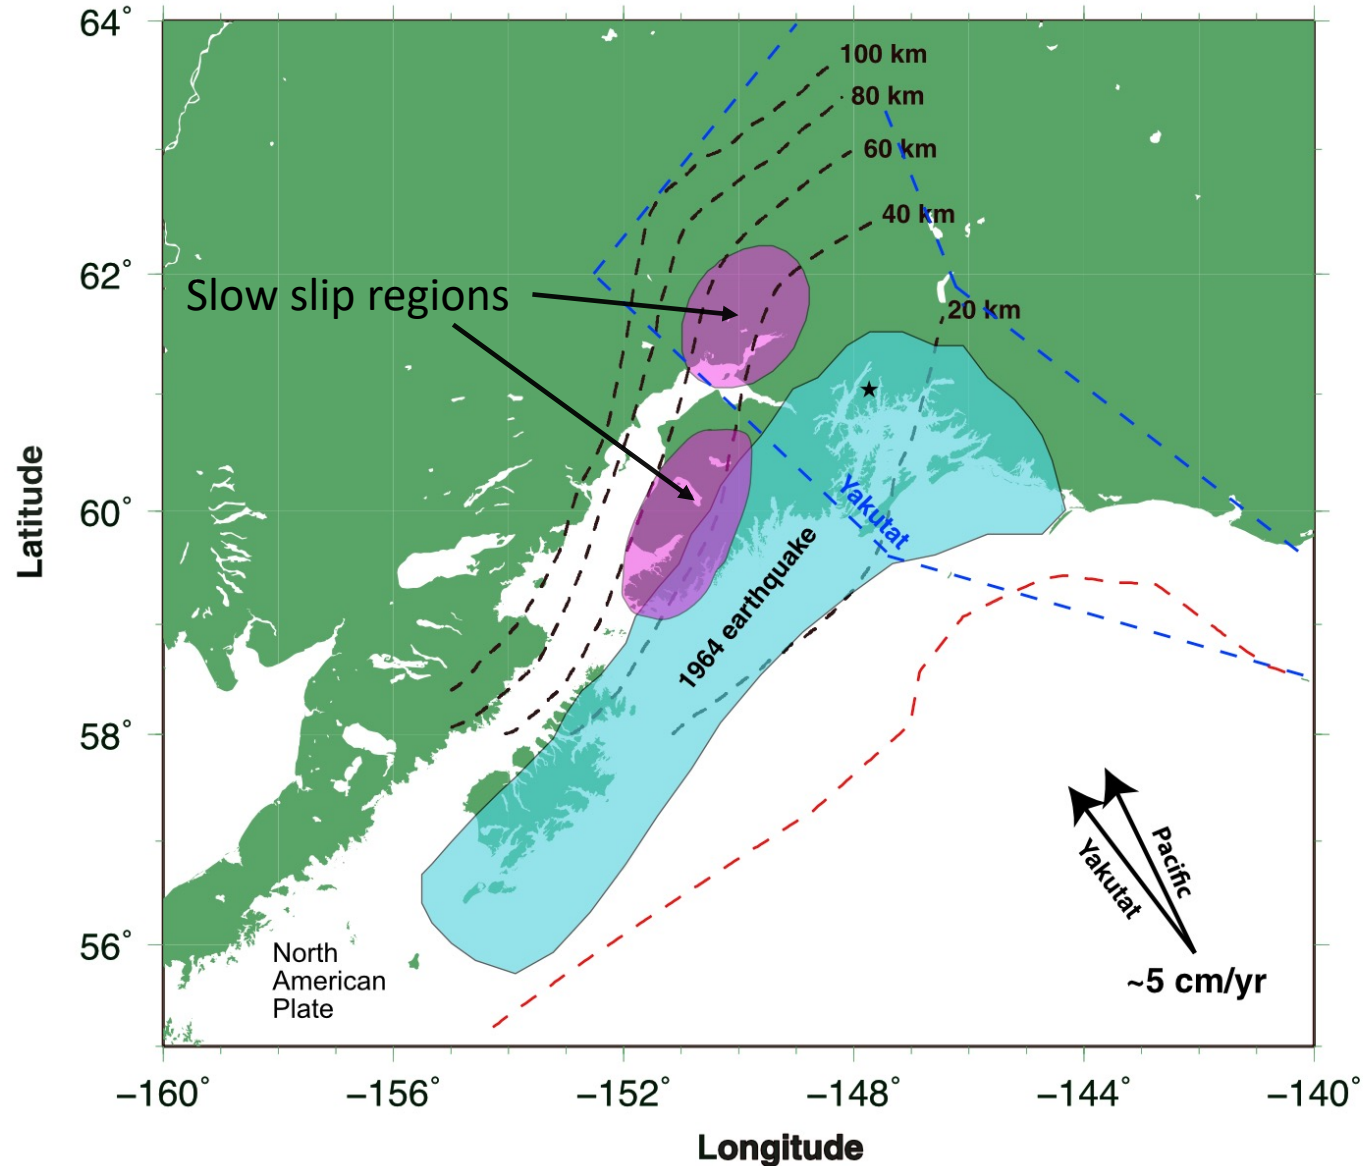 64°
62°
60°
58°
56°
Latitude
100 km
80 km
60 km
40 km
20 km
Slow slip regions
Yakutat
1964 earthquake
Pacific
Yakutat
~5 cm/yr
North
American
Plate
−160° −156° −152° −148° −144° −140°
Longitude